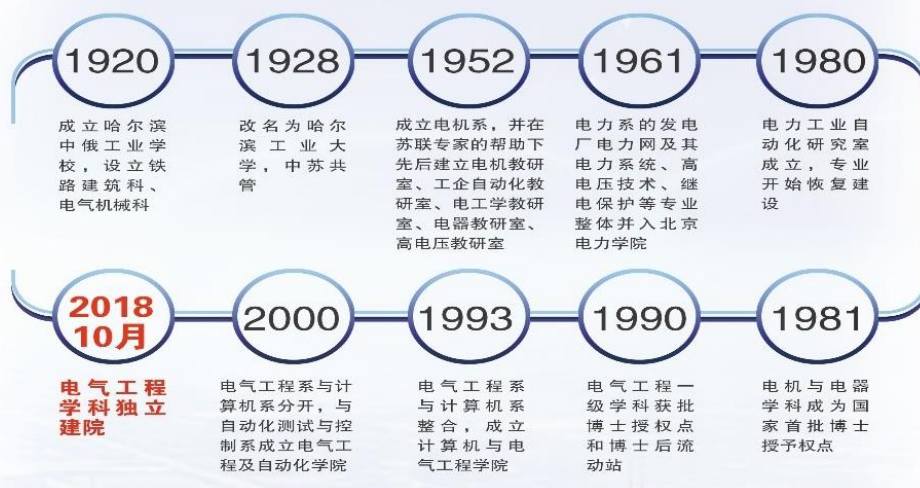 1920
成立哈尔滨
中俄工业学
校，设立铁
路建筑科、
电气机械科
1928
改名为哈尔
滨工业大
学，中苏共
管
1952
成立电机系，并在
苏联专家的帮助下
先后建立电机教研
室、工企自动化教
研室、电工学教研
室、电器教研室、
高电压教研室
1961
电力系的发电
厂电力网及其
电力系统、高
电压技术、继
电保护等专业
整体并入北京
电力学院
1980
电力工业自
动化研究室
成立，专业
开始恢复建
设
2018
10月
电气工程
学科独立
建院
2000
电气工程系与计
算机系分开，与
自动化测试与控
制系成立电气工
程及自动化学院
1993
电气工程系
与计算机系
整合，成立
计算机与电
气工程学院
1990
电气工程一
级学科获批
博士授权点
和博士后流
动站
1981
电机与电器
学科成为国
家首批博士
授予权点